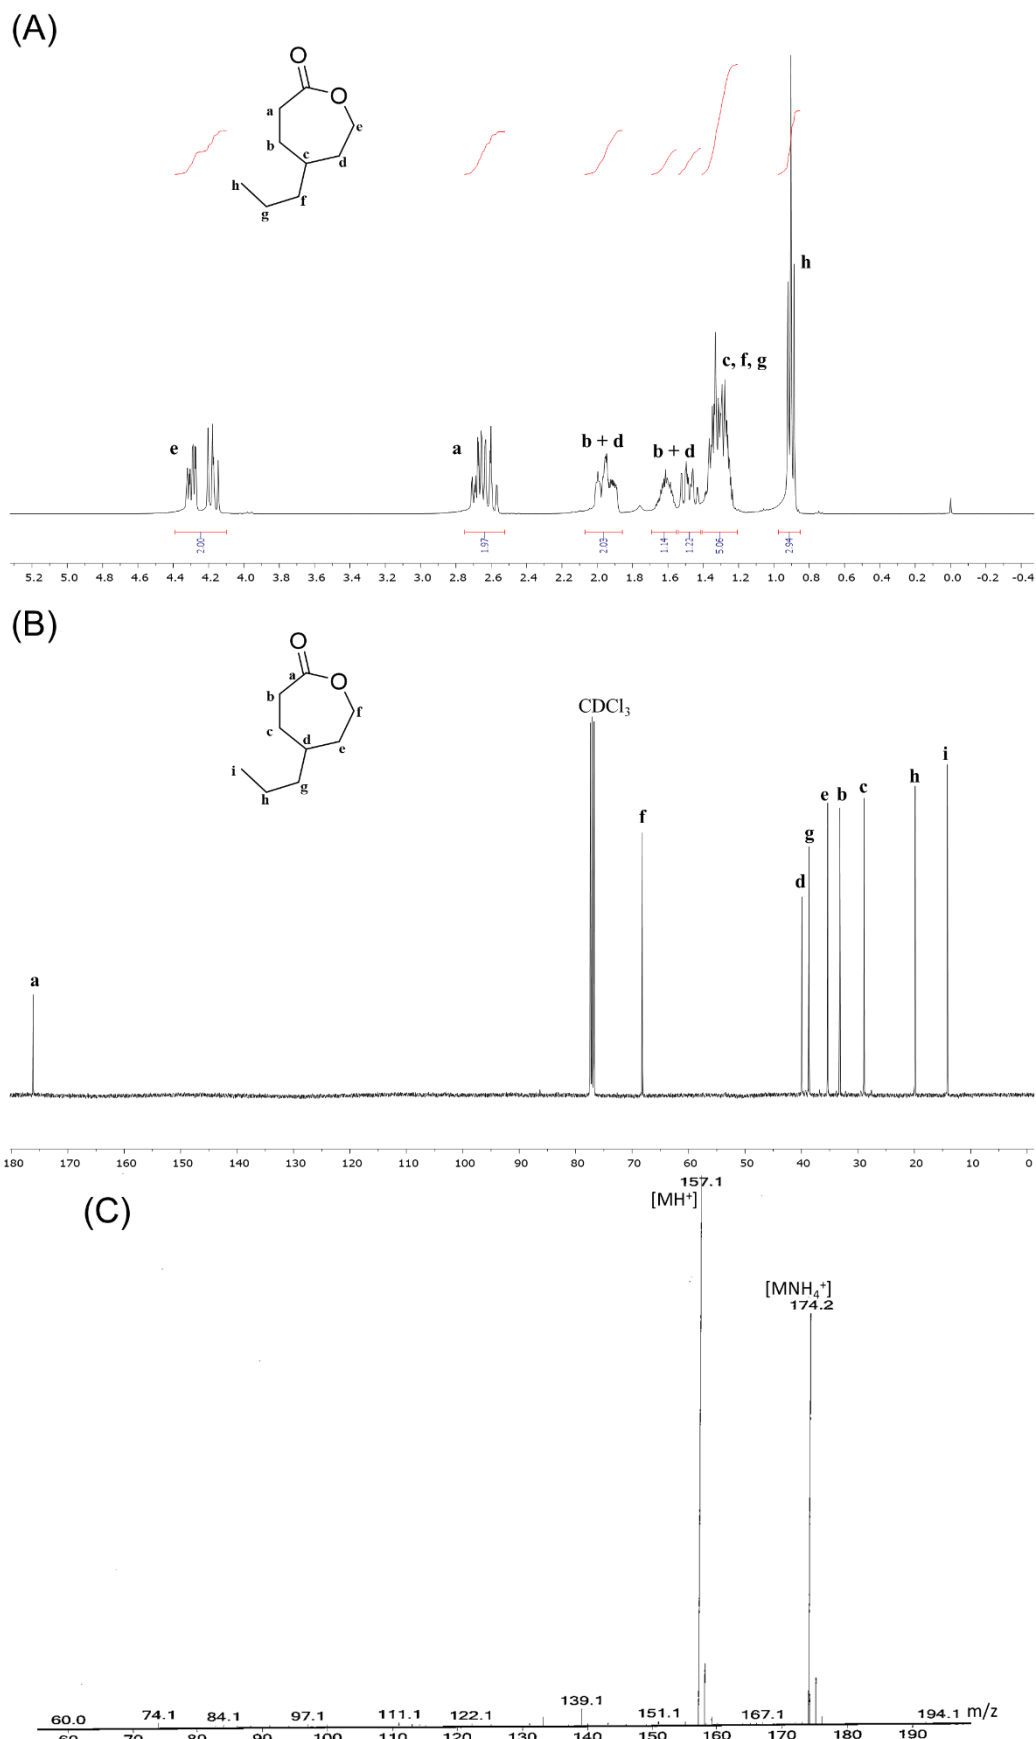 (A)
O
O
a
e
b
c
d
h
f
g
h
c, f, g
e
a
b + d
b + d
2.00
1.97
2.03
1.14
1.22
5.06
2.94
5.2 5.0 4.8 4.6 4.4 4.2 4.0 3.8 3.6 3.4 3.2 3.0 2.8 2.6 2.4 2.2 2.0 1.8 1.6 1.4 1.2 1.0 0.8 0.6 0.4 0.2 0.0 -0.2 -0.4
(B)
O
a
O
b
f
c
d
e
i
g
h
CDCl3
i
h
e b c
f
g
d
a
180 170 160 150 140 130 120 110 100 90 80 70 60 50 40 30 20 10 0
(C)
157.1
[MH+]
[MNH4+]
174.2
139.1
60.0 74.1 84.1 97.1 111.1 122.1 151.1 167.1 194.1 m/z
60 70 80 90 100 110 120 130 140 150 160 170 180 190